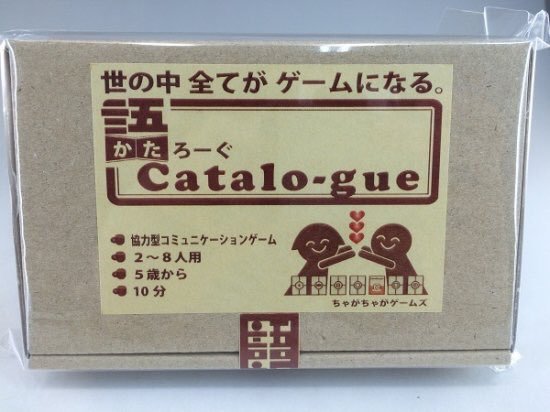 世の中 全てが ゲームになる。
語
かたろーぐ
Catalo-gue
協力型コミュニケーションゲーム
2～8人用
5歳から
10分
ちゃがちゃがゲームズ
語